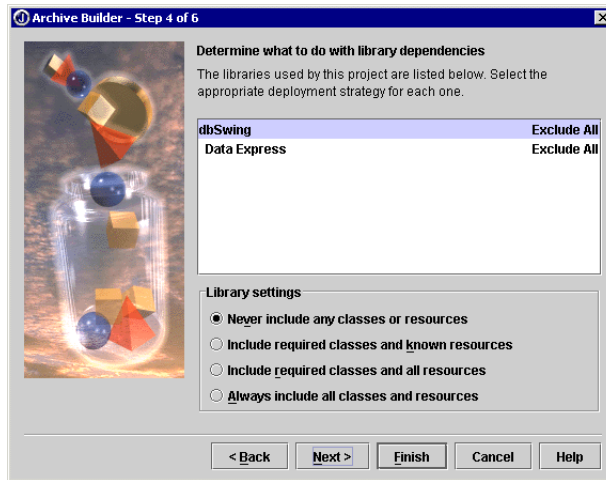 Archive Builder - Step 4 of 6
Determine what to do with library dependencies
The libraries used by this project are listed below. Select the
appropriate deployment strategy for each one.
dbSwing Exclude All
Data Express Exclude All
Library settings
Never include any classes or resources
Include required classes and known resources
Include required classes and all resources
Always include all classes and resources
< Back Next > Finish Cancel Help